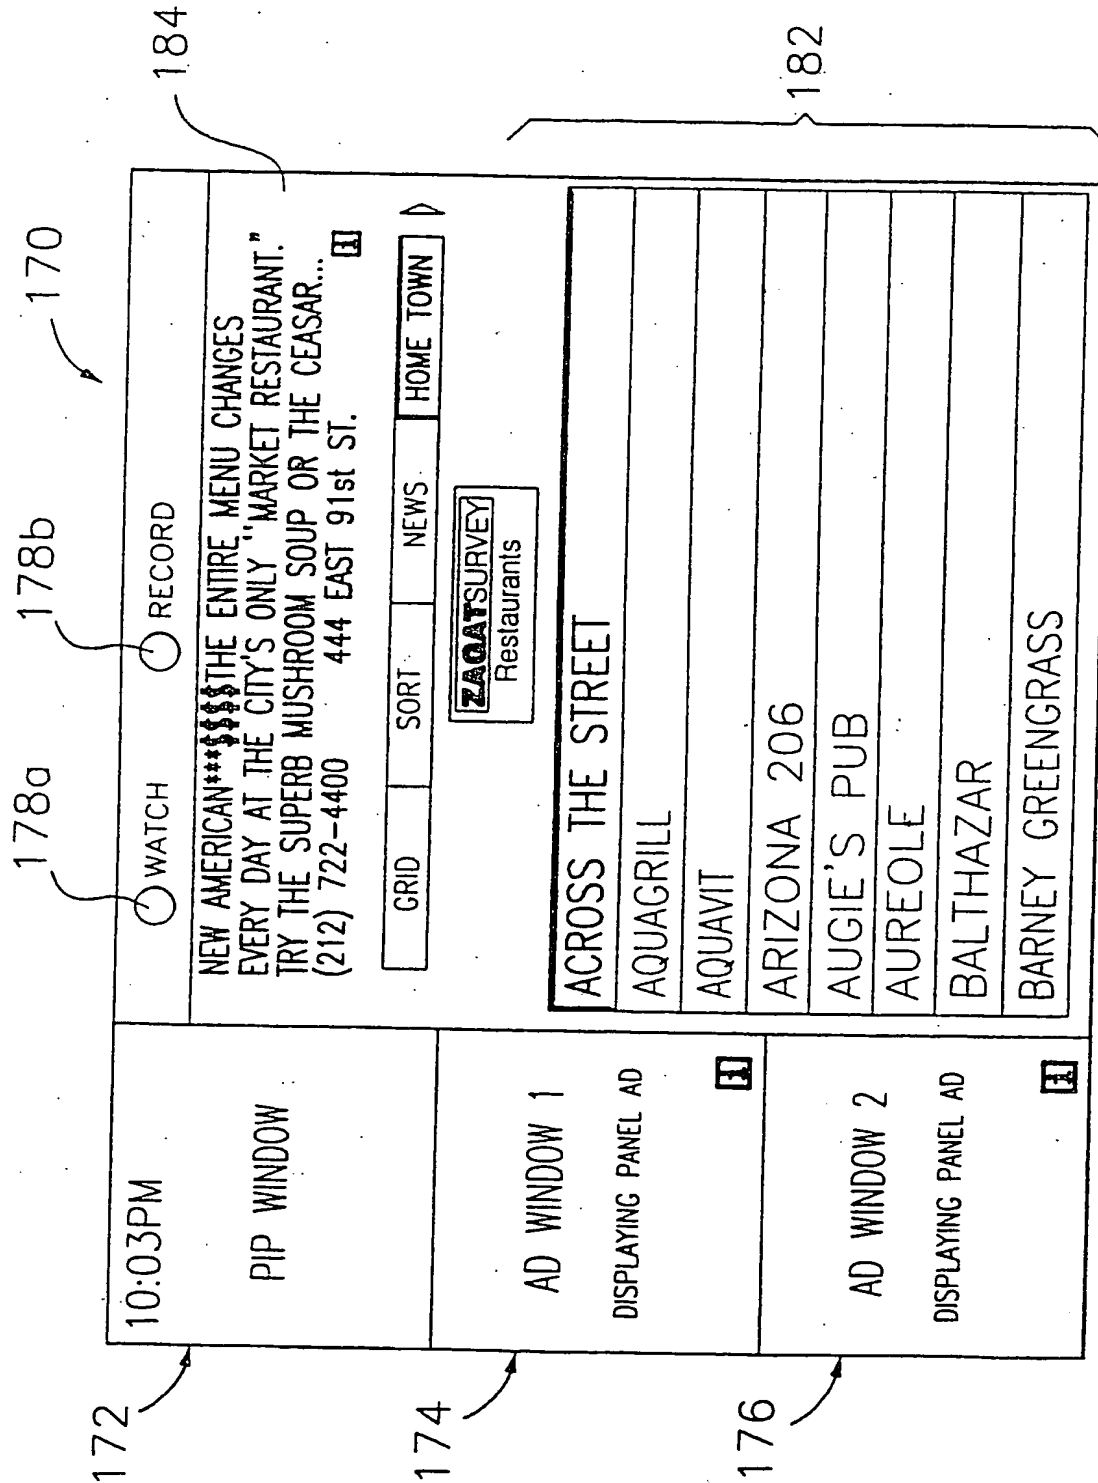 170
178a
178b
184
10:03PM
WATCH
RECORD
172
PIP WINDOW
NEW AMERICAN***$$$$THE ENTIRE MENU CHANGES
EVERY DAY AT THE CITY'S ONLY "MARKET RESTAURANT."
TRY THE SUPERB MUSHROOM SOUP OR THE CEASAR...
(212) 722-4400 444 EAST 91st ST.
i
GRID
SORT
NEWS
HOME TOWN
174
AD WINDOW 1
DISPLAYING PANEL AD
i
ZAGATSURVEY
Restaurants
182
ACROSS THE STREET
AQUAGRILL
AQUAVIT
ARIZONA 206
AUGIE'S PUB
AUREOLE
BALTHAZAR
BARNEY GREENGRASS
176
AD WINDOW 2
DISPLAYING PANEL AD
i